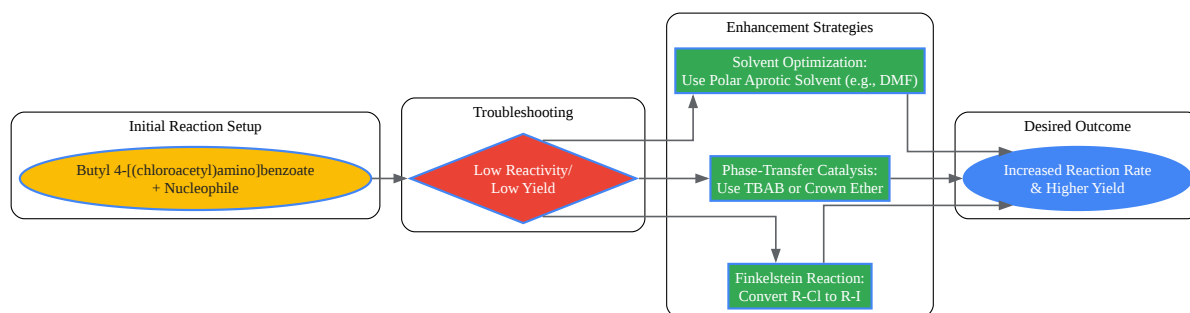 Initial Reaction Setup
Butyl 4-[(chloroacetyl)amino]benzoate
+ Nucleophile
Troubleshooting
Low Reactivity/
Low Yield
Enhancement Strategies
Solvent Optimization:
Use Polar Aprotic Solvent (e.g., DMF)
Phase-Transfer Catalysis:
Use TBAB or Crown Ether
Finkelstein Reaction:
Convert R-Cl to R-I
Desired Outcome
Increased Reaction Rate
& Higher Yield